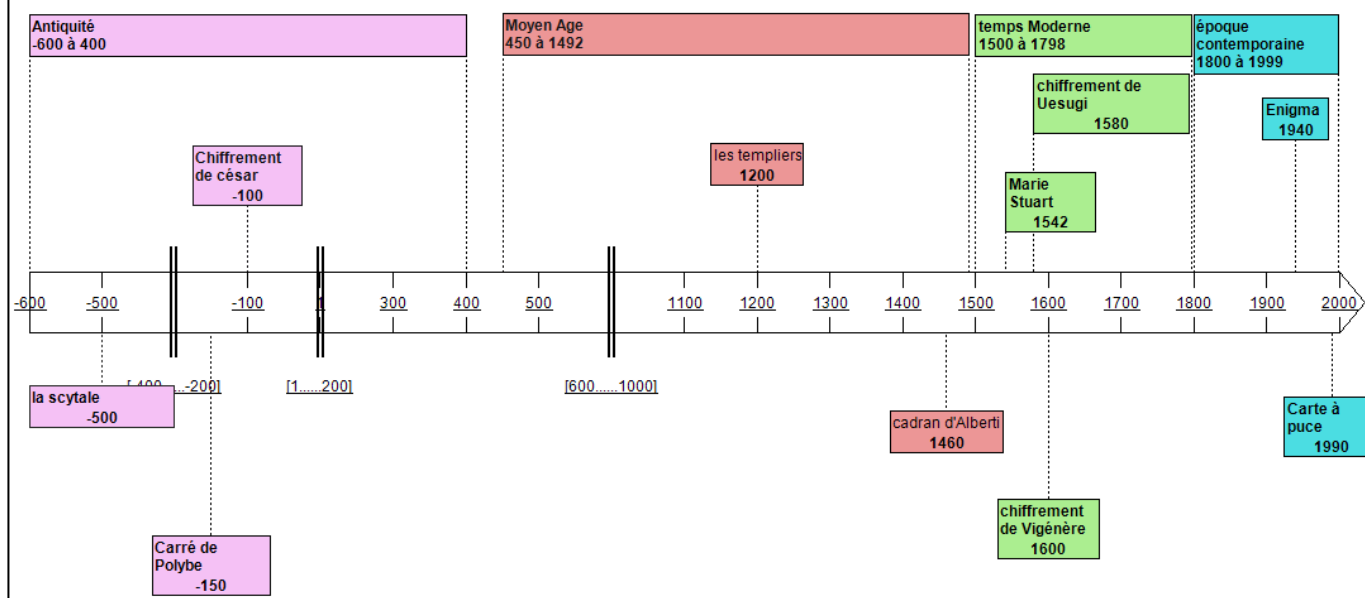 Antiquité
-600 à 400
Moyen Age
450 à 1492
temps Moderne
1500 à 1798
époque
contemporaine
1800 à 1999
chiffrement de
Uesugi
1580
Enigma
1940
Chiffrement
de césar
-100
les templiers
1200
Marie
Stuart
1542
-600 -500 -100 1 300 400 500 1100 1200 1300 1400 1500 1600 1700 1800 1900 2000
-200] [1......200] [600......1000]
la scytale
-500
cadran d'Alberti
1460
Carte à
puce
1990
chiffrement
de Vigénère
1600
Carré de
Polybe
-150